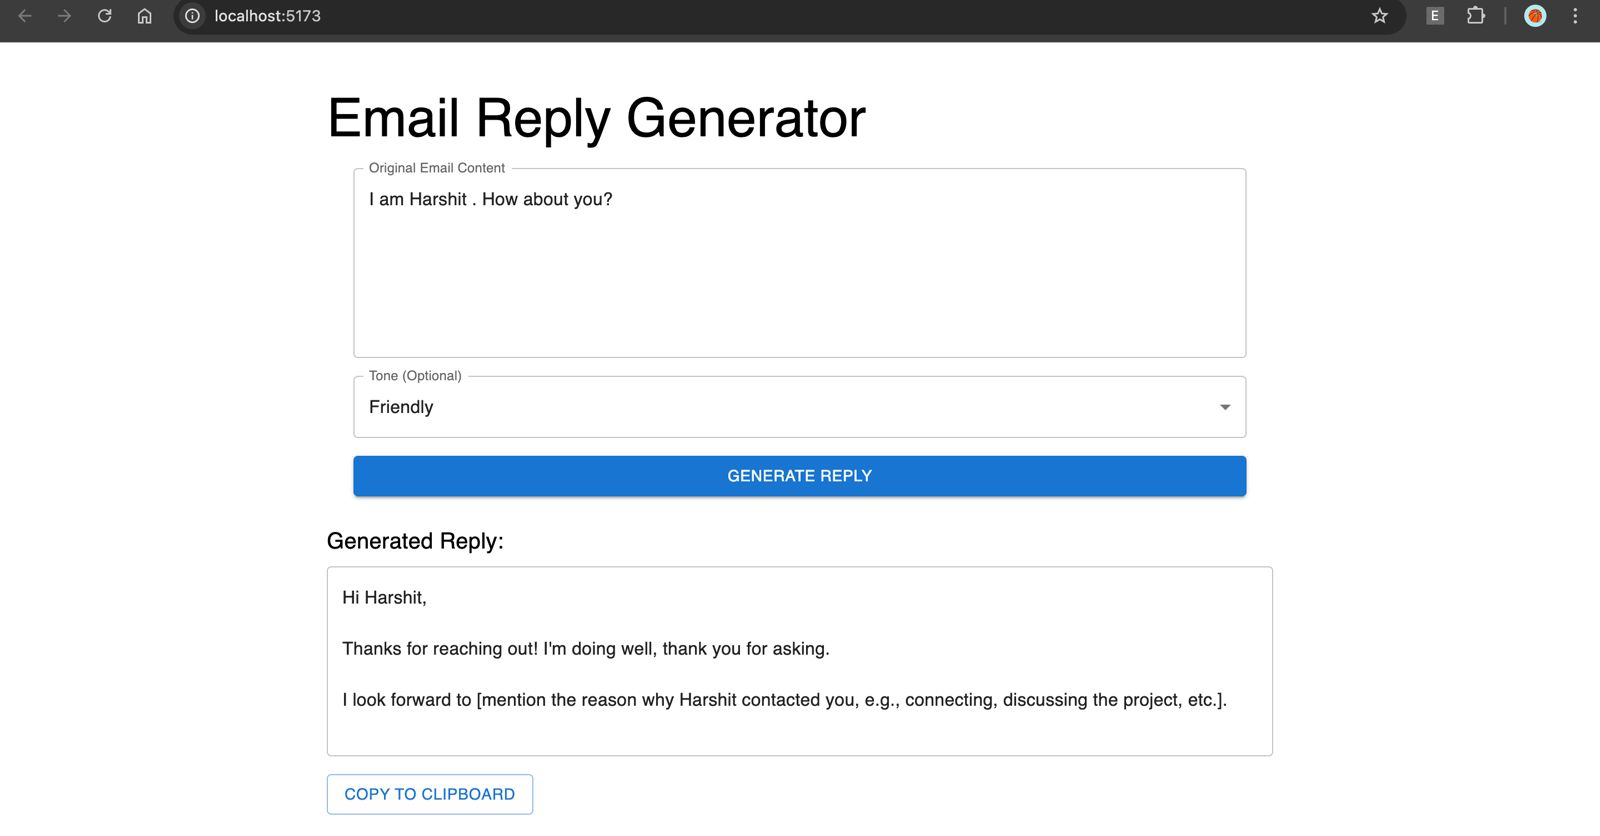 localhost:5173
E
Email Reply Generator
Original Email Content
I am Harshit . How about you?
Tone (Optional)
Friendly
GENERATE REPLY
Generated Reply:
Hi Harshit,
Thanks for reaching out! I'm doing well, thank you for asking.
I look forward to [mention the reason why Harshit contacted you, e.g., connecting, discussing the project, etc.].
COPY TO CLIPBOARD